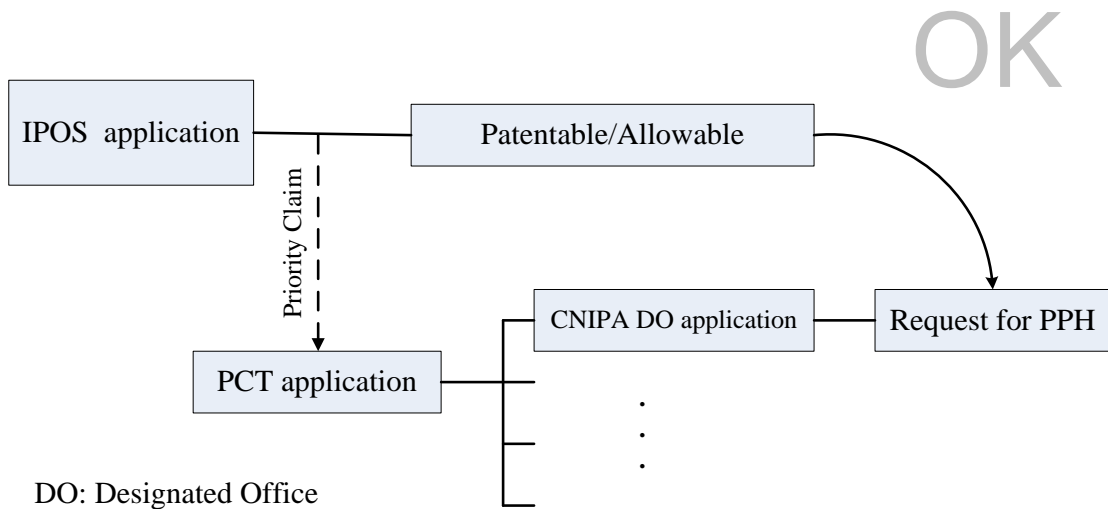 OK
IPOS application
Patentable/Allowable
Priority Claim
CNIPA DO application
Request for PPH
PCT application
DO: Designated Office